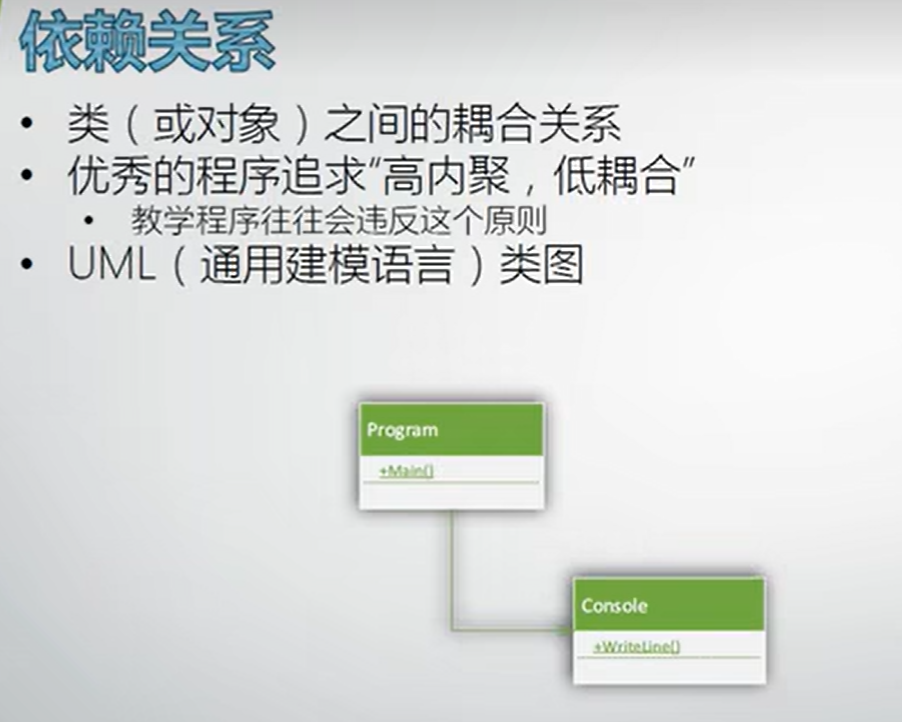 依赖关系
• 类（或对象）之间的耦合关系
• 优秀的程序追求“高内聚，低耦合”
• 教学程序往往会违反这个原则
• UML（通用建模语言）类图
Program
+Main()
Console
+WriteLine()